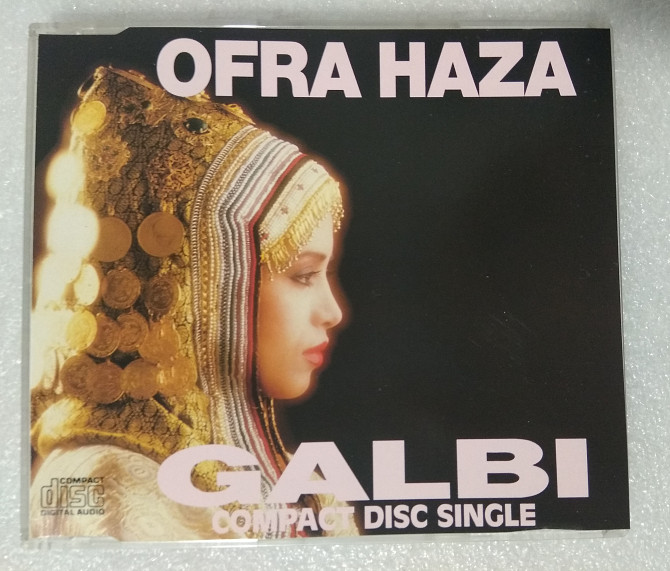 OFRA HAZA
GALBI
COMPACT DISC SINGLE
COMPACT
disc
DIGITAL AUDIO